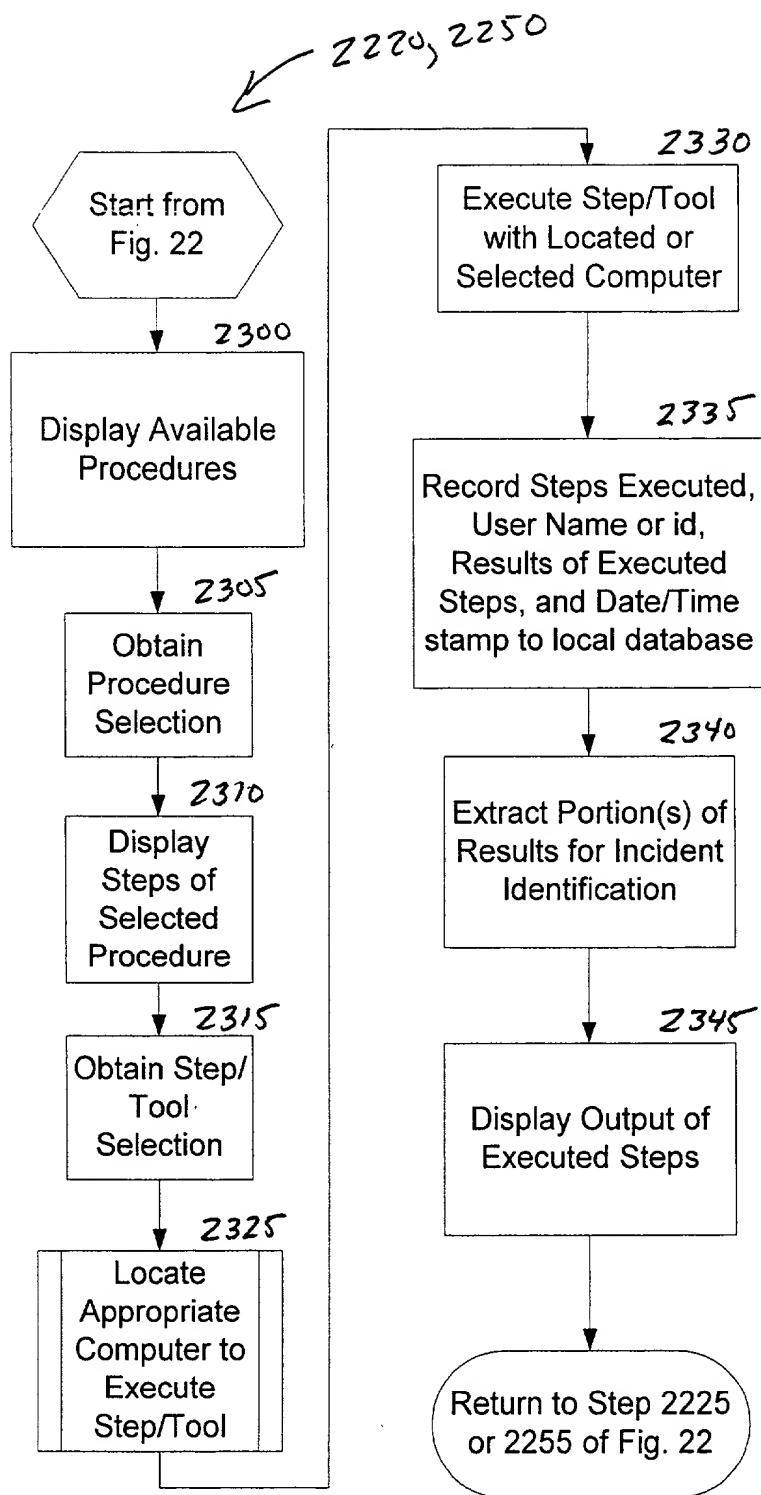 2220, 2250
Start from
Fig. 22
2300
Display Available
Procedures
2305
Obtain
Procedure
Selection
2310
Display
Steps of
Selected
Procedure
2315
Obtain Step/
Tool
Selection
2325
Locate
Appropriate
Computer to
Execute
Step/Tool
2330
Execute Step/Tool
with Located or
Selected Computer
2335
Record Steps Executed,
User Name or id,
Results of Executed
Steps, and Date/Time
stamp to local database
2340
Extract Portion(s) of
Results for Incident
Identification
2345
Display Output of
Executed Steps
Return to Step 2225
or 2255 of Fig. 22